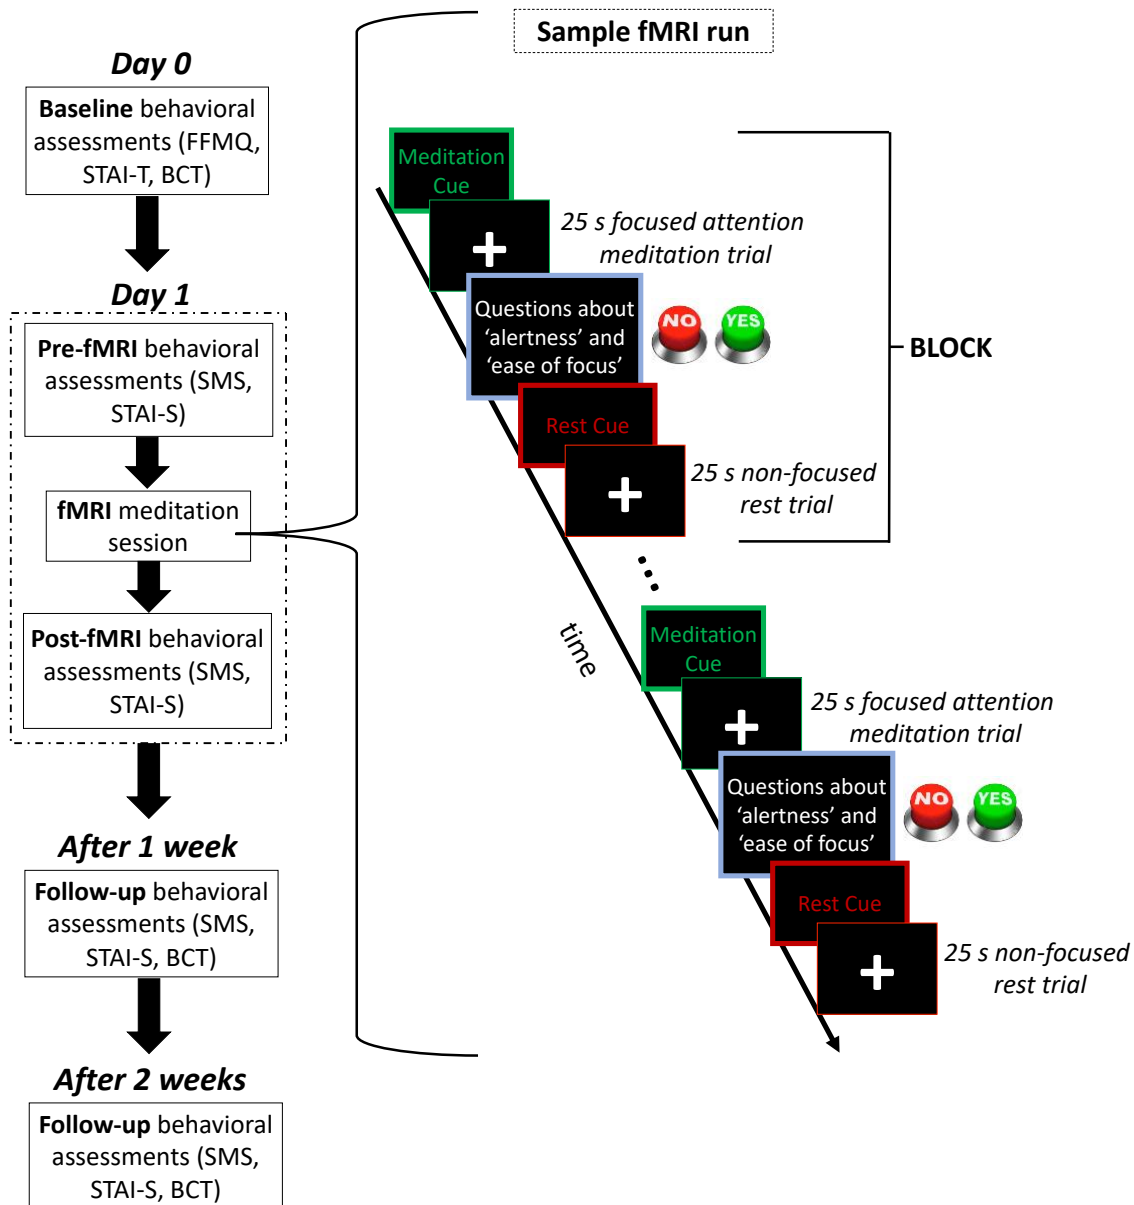 Day 0
Baseline behavioral
assessments (FFMQ,
STAI-T, BCT)
Day 1
Pre-fMRI behavioral
assessments (SMS,
STAI-S)
fMRI meditation
session
Post-fMRI behavioral
assessments (SMS,
STAI-S)
After 1 week
Follow-up behavioral
assessments (SMS,
STAI-S, BCT)
After 2 weeks
Follow-up behavioral
assessments (SMS,
STAI-S, BCT)
Sample fMRI run
Meditation
Cue
25 s focused attention
meditation trial
Questions about
‘alertness’ and
‘ease of focus’
NO
YES
Rest Cue
25 s non-focused
rest trial
BLOCK
...
time
Meditation
Cue
25 s focused attention
meditation trial
Questions about
‘alertness’ and
‘ease of focus’
NO
YES
Rest Cue
25 s non-focused
rest trial